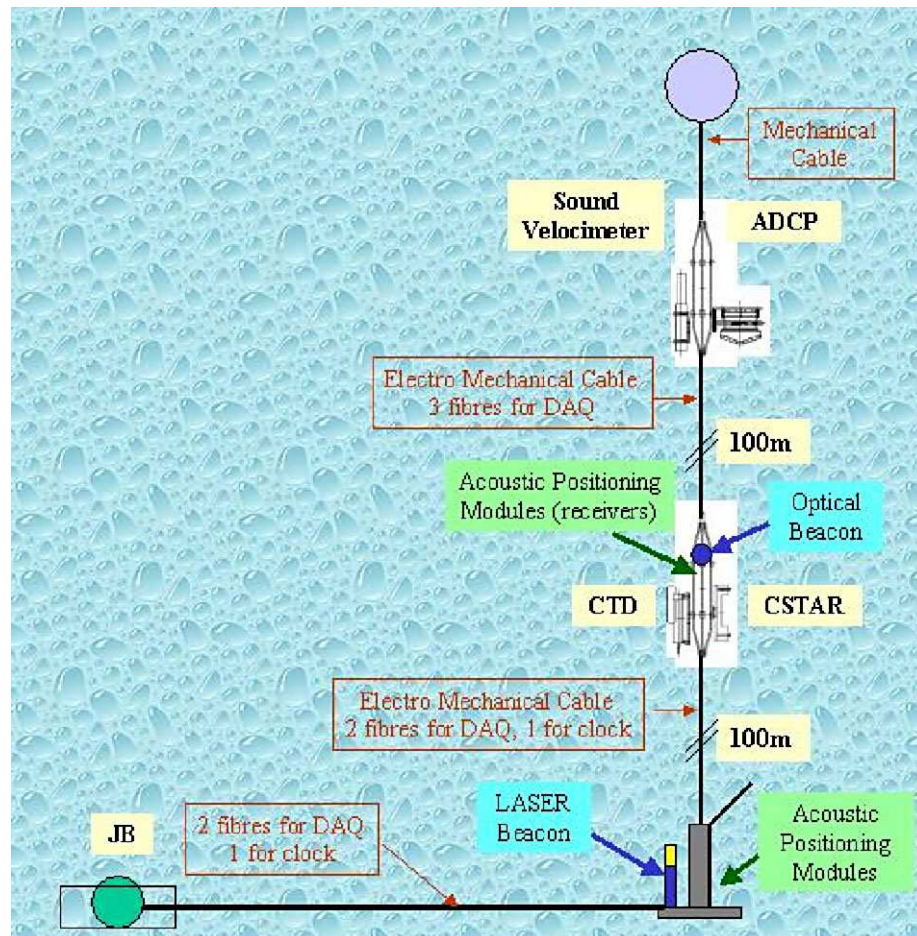 Mechanical
Cable
Sound
Velocimeter
ADCP
Electro Mechanical Cable
3 fibres for DAQ
100m
Acoustic Positioning
Modules (receivers)
Optical
Beacon
CTD
CSTAR
Electro Mechanical Cable
2 fibres for DAQ, 1 for clock
100m
LASER
Beacon
JB
2 fibres for DAQ
1 for clock
Acoustic
Positioning
Modules